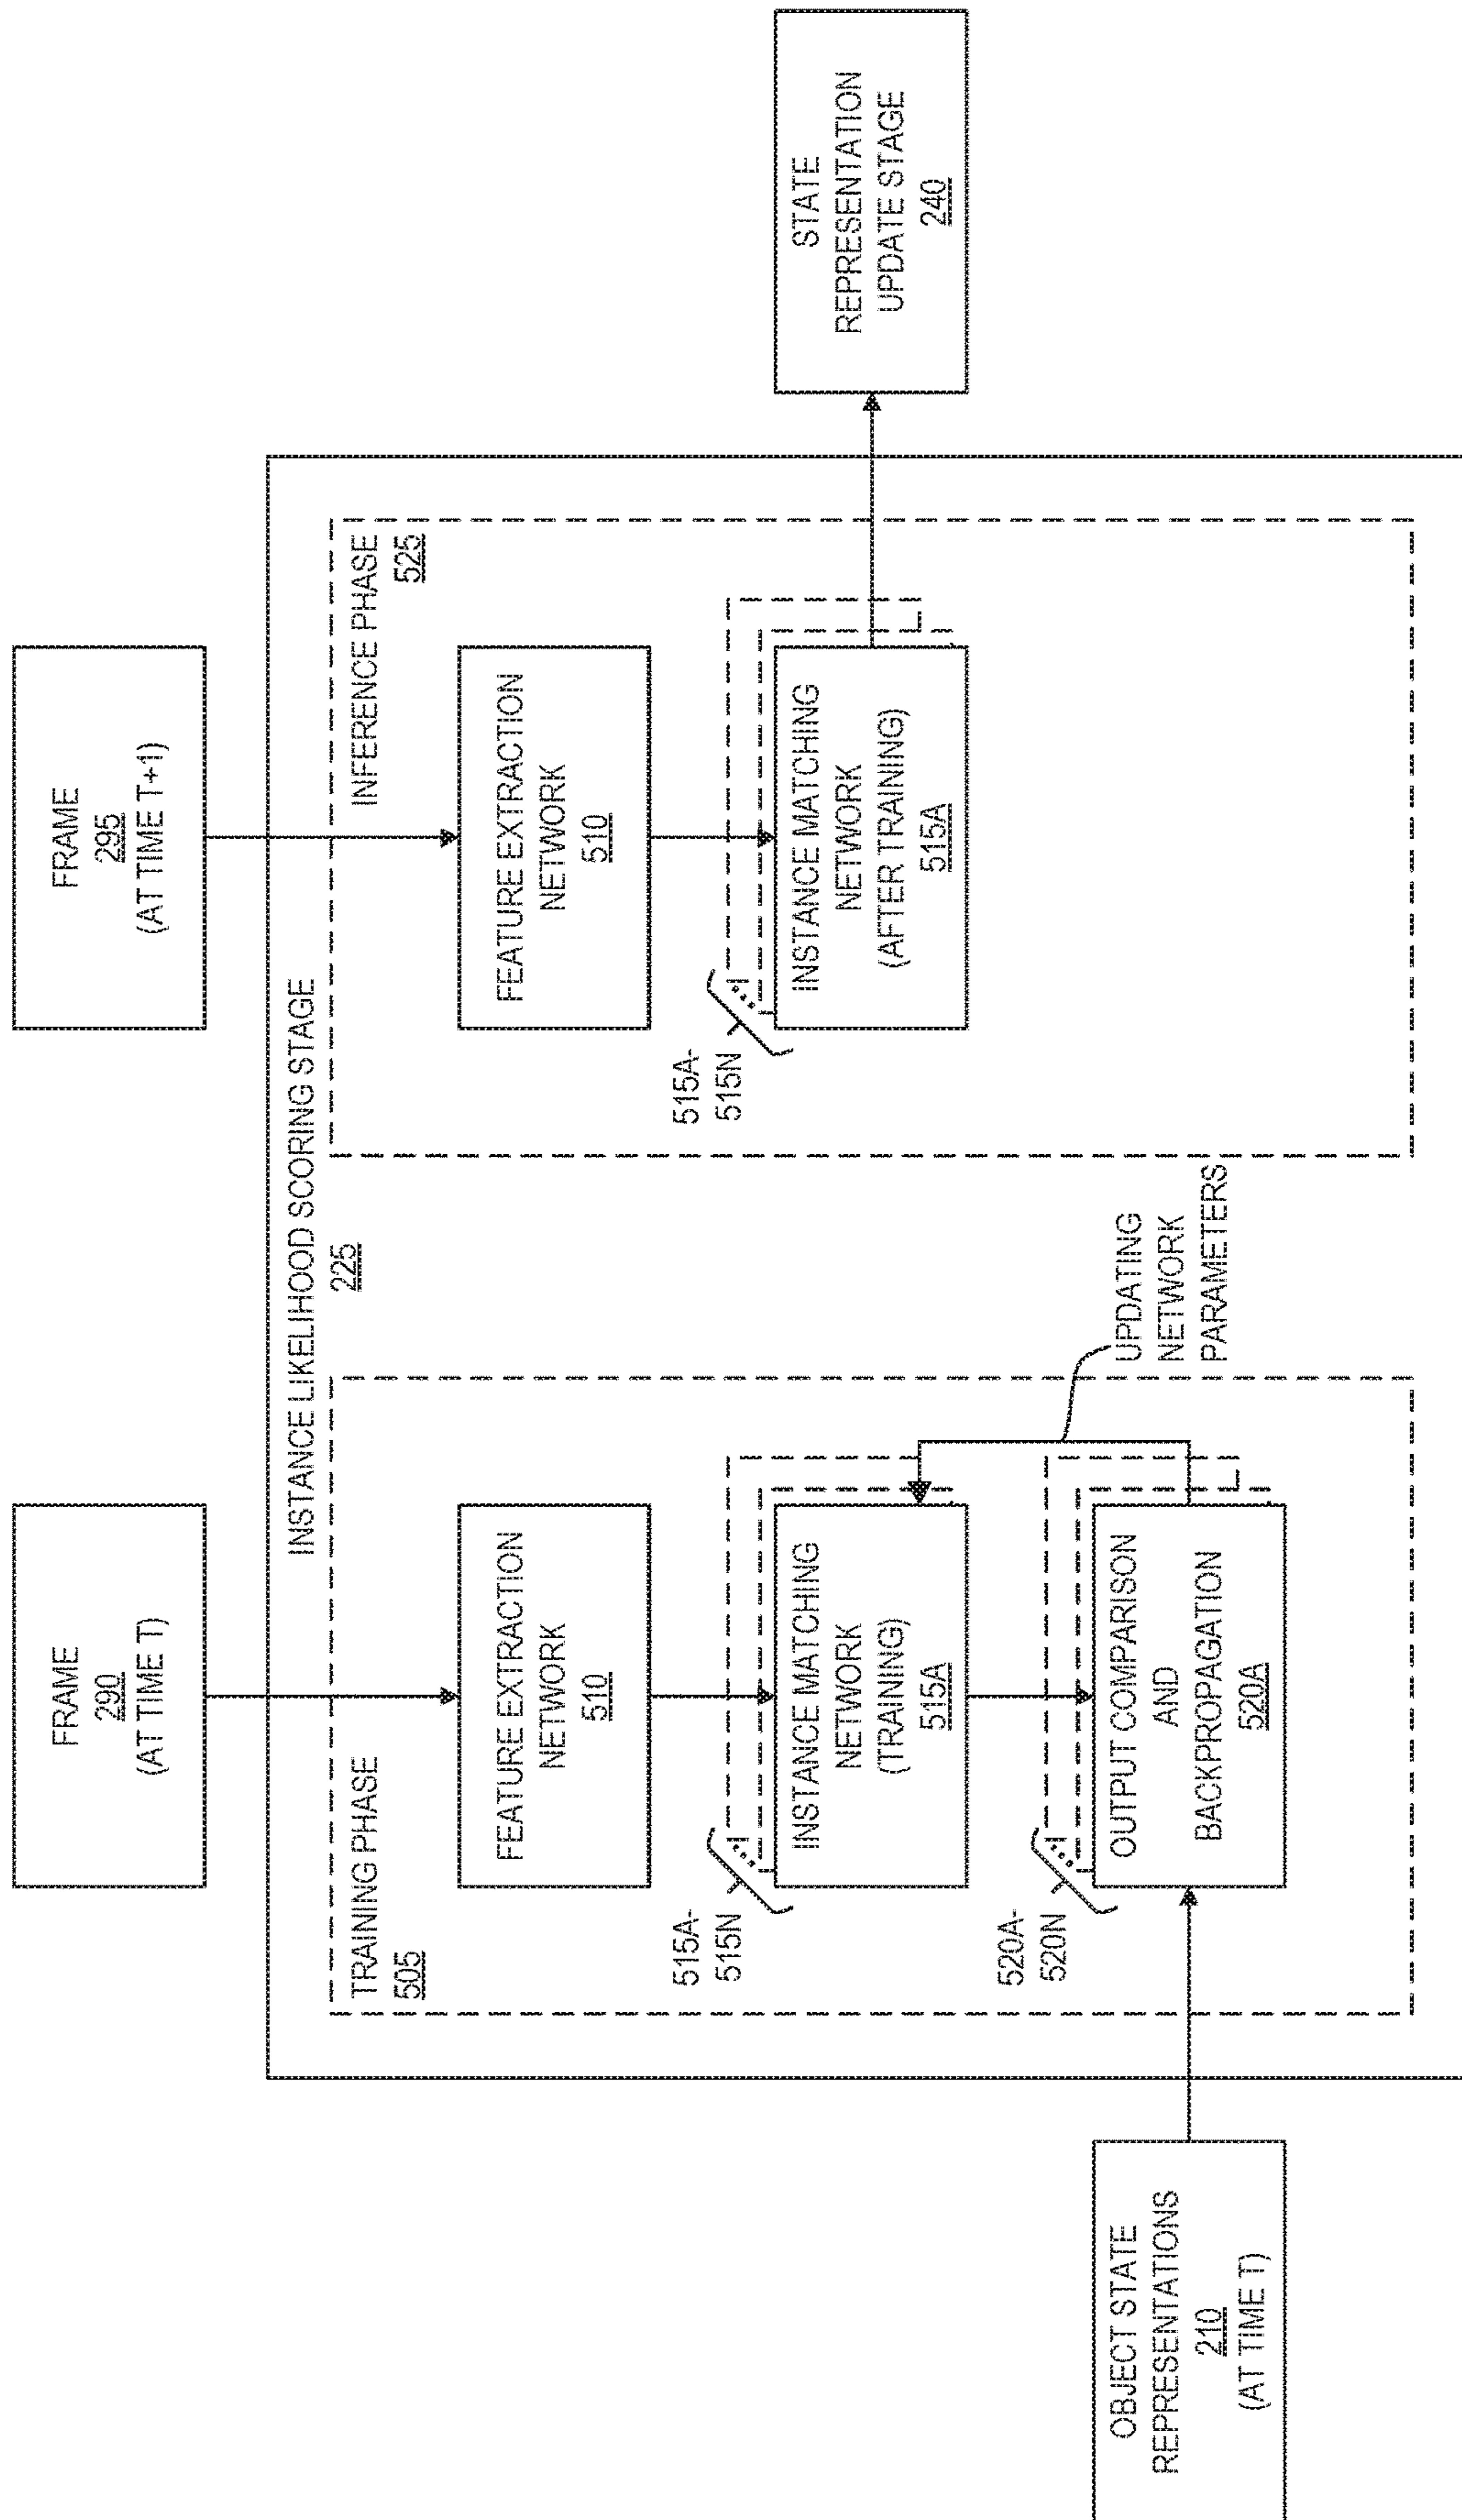 FRAME
290
(AT TIME T)
FRAME
295
(AT TIME T+1)
INSTANCE LIKELIHOOD SCORING STAGE
225
TRAINING PHASE
505
FEATURE EXTRACTION
NETWORK
510
515A-
515N
INSTANCE MATCHING
NETWORK
(TRAINING)
515A
520A-
520N
OUTPUT COMPARISON
AND
BACKPROPAGATION
520A
UPDATING
NETWORK
PARAMETERS
OBJECT STATE
REPRESENTATIONS
210
(AT TIME T)
INFERENCE PHASE
525
FEATURE EXTRACTION
NETWORK
510
515A-
515N
INSTANCE MATCHING
NETWORK
(AFTER TRAINING)
515A
STATE
REPRESENTATION
UPDATE STAGE
240